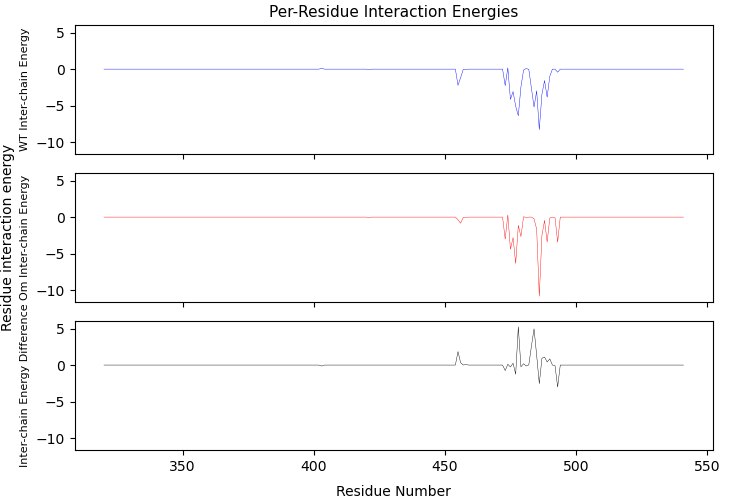 Per-Residue Interaction Energies
Residue interaction energy
WT Inter-chain Energy
5
0
−5
−10
Om Inter-chain Energy
5
0
−5
−10
Inter-chain Energy Difference
5
0
−5
−10
350
400
450
500
550
Residue Number